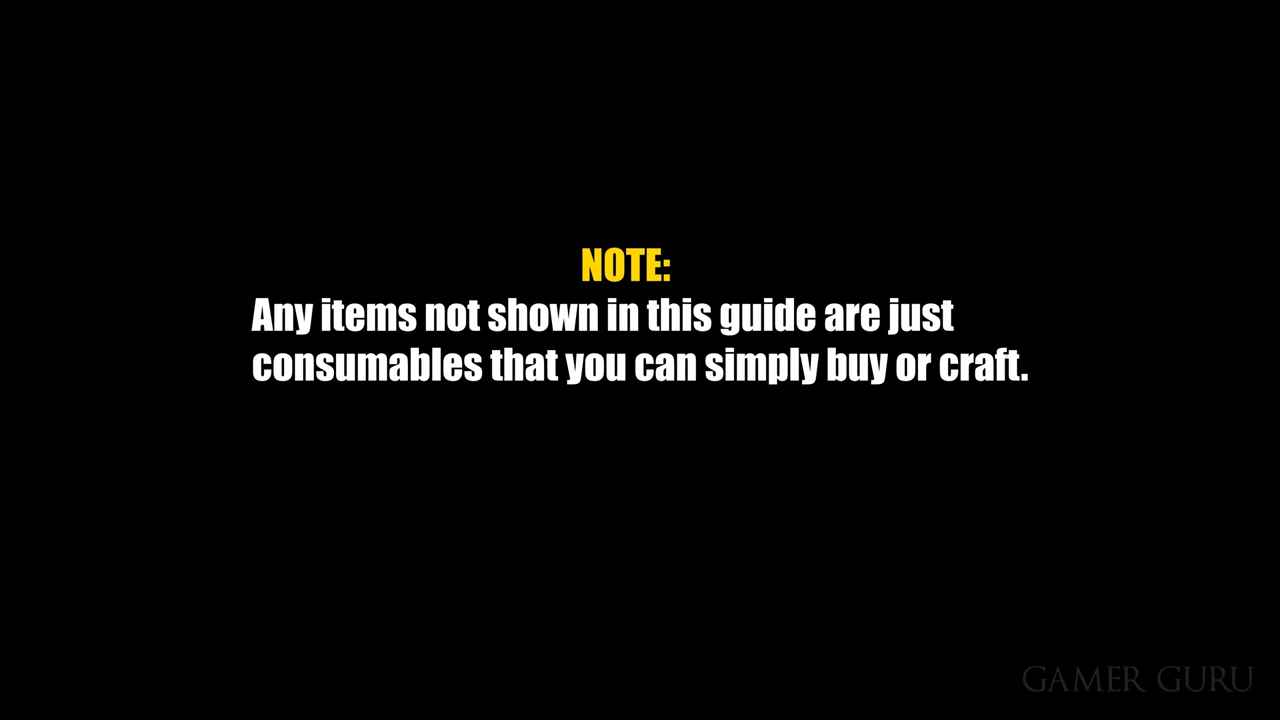 NOTE:
Any items not shown in this guide are just
consumables that you can simply buy or craft.
GAMER GURU